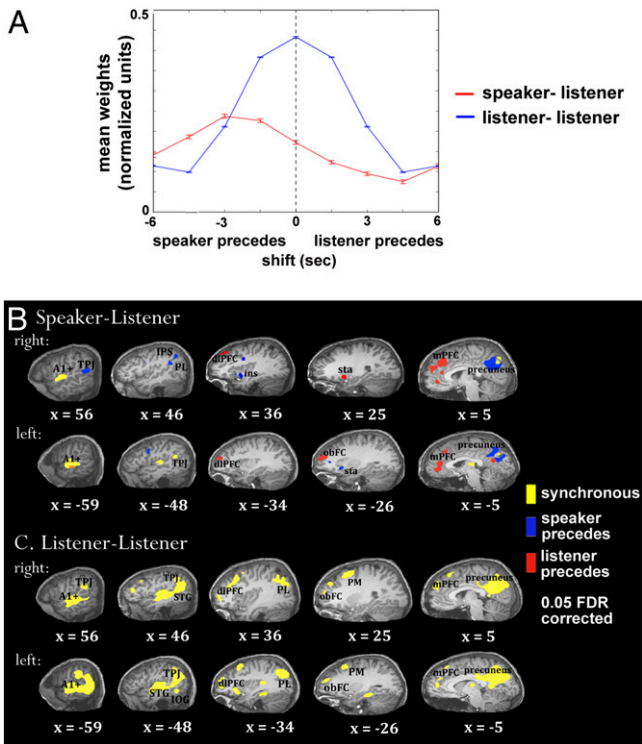 A
0.5
mean weights
(normalized units)
0
-6 -3 0 3 6
speaker precedes listener precedes
shift (sec)
speaker- listener
listener- listener
B Speaker-Listener
right:
A1+ TPJ IPS PL dlPFC ins sta mPFC precuneus
x = 56 x = 46 x = 36 x = 25 x = 5
left:
A1+ TPJ dlPFC obFC sta mPFC precuneus
x = -59 x = -48 x = -34 x = -26 x = -5
synchronous
speaker
precedes
listener
precedes
0.05 FDR
corrected
C. Listener-Listener
right:
A1+ TPJ TPJ STG dlPFC PL PM obFC mPFC precuneus
x = 56 x = 46 x = 36 x = 25 x = 5
left:
A1+ TPJ STG IOG dlPFC PL PM obFC mPFC precuneus
x = -59 x = -48 x = -34 x = -26 x = -5